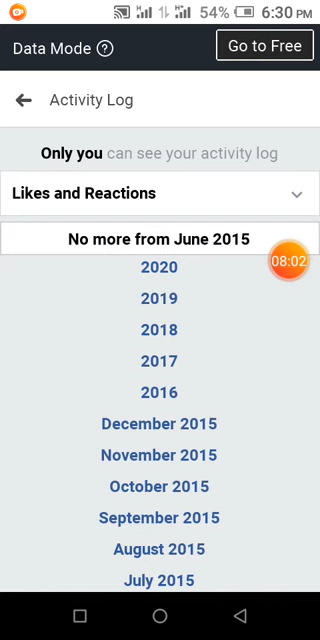 54% 6:30 PM
Data Mode ? Go to Free
Activity Log
Only you can see your activity log
Likes and Reactions
No more from June 2015
08:02
2020
2019
2018
2017
2016
December 2015
November 2015
October 2015
September 2015
August 2015
July 2015